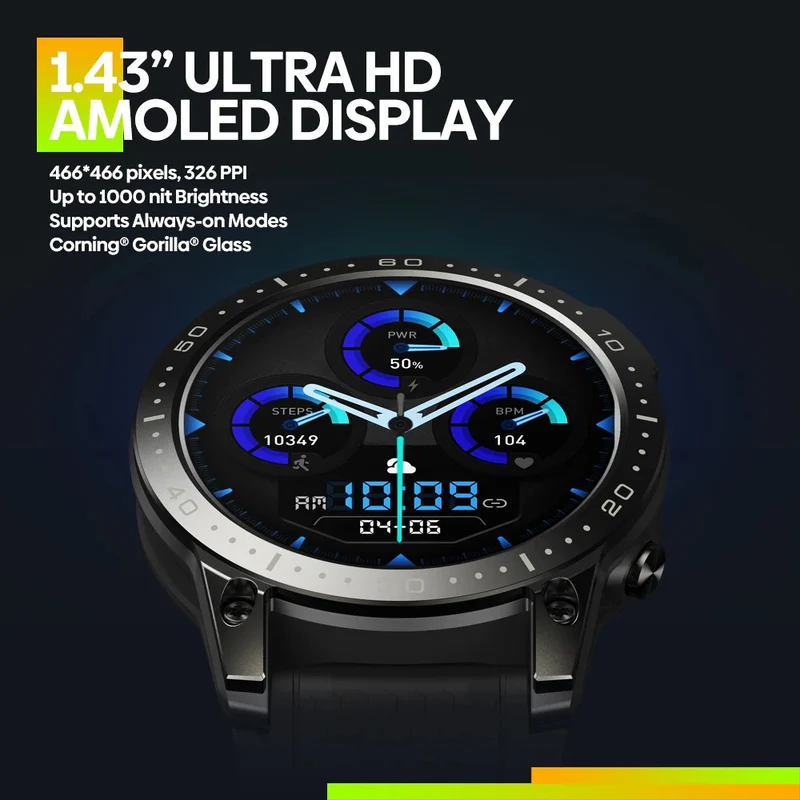 1.43” ULTRA HD
AMOLED DISPLAY
466*466 pixels, 326 PPI
Up to 1000 nit Brightness
Supports Always-on Modes
Corning® Gorilla® Glass
60
50
10
PWR
50%
STEPS
10349
BPM
104
40
20
AM 10:09
04-06